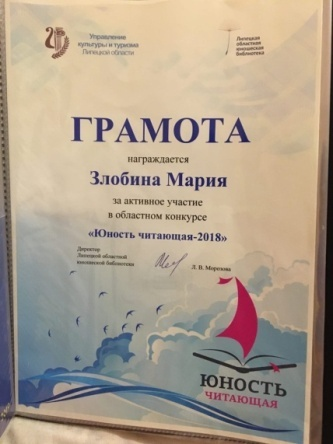 Управление
культуры и туризма
Липецкой области
Липецкая
областная
юношеская
библиотека
ГРАМОТА
награждается
Злобина Мария
за активное участие
в областном конкурсе
«Юность читающая-2018»
Директор
Липецкой областной
юношеской библиотеки
Л. В. Мерехова
ЮНОСТЬ
ЧИТАЮЩАЯ